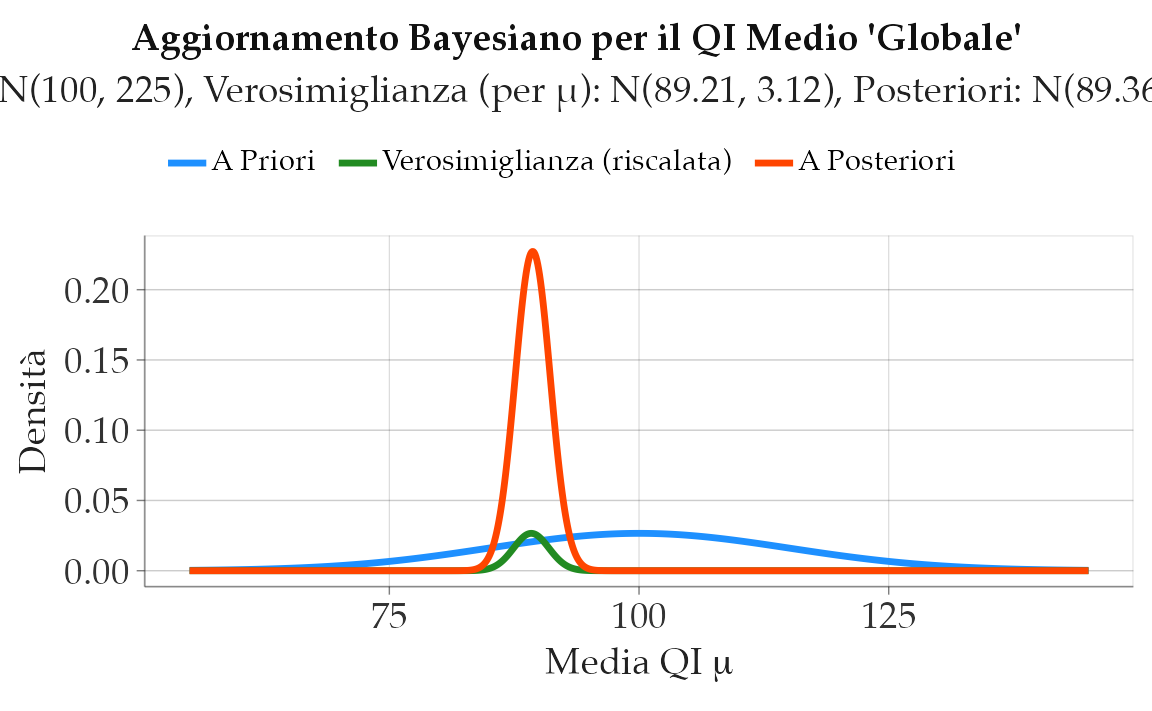 Aggiornamento Bayesiano per il QI Medio 'Globale'
N(100, 225), Verosimiglianza (per μ): N(89.21, 3.12), Posteriori: N(89.36
A Priori Verosimiglianza (riscalata) A Posteriori
Densità
0.20
0.15
0.10
0.05
0.00
75 100 125
Media QI μ